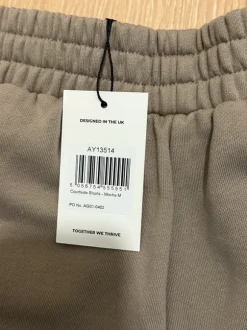 DESIGNED IN THE UK
AY13514
Courtside Shorts - Mocha M
TOGETHER WE THRIVE